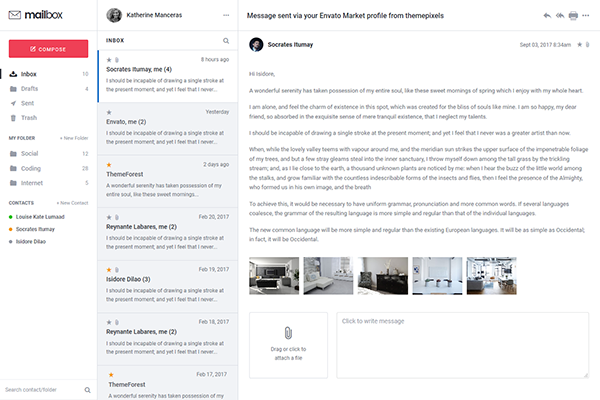 mailbox
COMPOSE
Inbox 10
Drafts 4
Sent
Trash
MY FOLDER + New Folder
Social 12
Coding 28
Internet 5
CONTACTS + New Contact
Louise Kate Lumaad
Socrates Itumay
Isidore Dilao
Search contact/folder
Katherine Manceras
INBOX
8 hours ago
Socrates Itumay, me (4)
I should be incapable of drawing a single stroke at
the present moment; and yet I feel that I never...
Yesterday
Envato, me (2)
I should be incapable of drawing a single stroke at
the present moment; and yet I feel that I never...
2 days ago
ThemeForest
A wonderful serenity has taken possession of my
entire soul, like these sweet mornings...
Feb 20, 2017
Reynante Labares, me (2)
I should be incapable of drawing a single stroke at
the present moment; and yet I feel that I never...
Feb 19, 2017
Isidore Dilao (3)
I should be incapable of drawing a single stroke at
the present moment; and yet I feel that I never...
Feb 18, 2017
Reynante Labares, me (2)
I should be incapable of drawing a single stroke at
the present moment; and yet I feel that I never...
Feb 17, 2017
ThemeForest
A wonderful serenity has taken possession of my
Message sent via your Envato Market profile from themepixels
Socrates Itumay
Sept 03, 2017 8:34am
Hi Isidore,
A wonderful serenity has taken possession of my entire soul, like these sweet mornings of spring which I enjoy with my whole heart.
I am alone, and feel the charm of existence in this spot, which was created for the bliss of souls like mine. I am so happy, my dear
friend, so absorbed in the exquisite sense of mere tranquil existence, that I neglect my talents.
I should be incapable of drawing a single stroke at the present moment; and yet I feel that I never was a greater artist than now.
When, while the lovely valley teems with vapour around me, and the meridian sun strikes the upper surface of the impenetrable foliage
of my trees, and but a few stray gleams steal into the inner sanctuary, I throw myself down among the tall grass by the trickling
stream; and, as I lie close to the earth, a thousand unknown plants are noticed by me: when I hear the buzz of the little world among
the stalks, and grow familiar with the countless indescribable forms of the insects and flies, then I feel the presence of the Almighty,
who formed us in his own image, and the breath
To achieve this, it would be necessary to have uniform grammar, pronunciation and more common words. If several languages
coalesce, the grammar of the resulting language is more simple and regular than that of the individual languages.
The new common language will be more simple and regular than the existing European languages. It will be as simple as Occidental;
in fact, it will be Occidental.
Drag or click to
attach a file
Click to write message